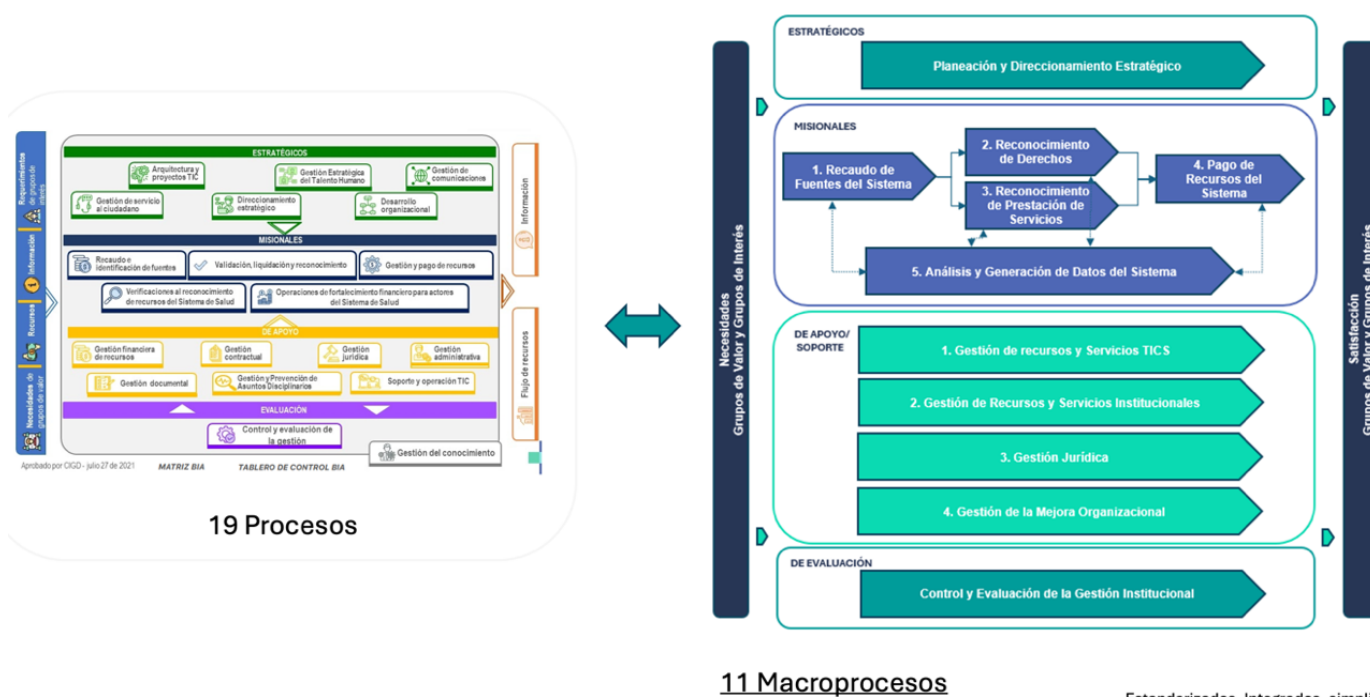 Requerimientos
de grupos de
interés
Información
Recursos
Necesidades de
grupos de valor
ESTRATÉGICOS
Arquitectura y
proyectos TIC
Gestión Estratégica
del Talento Humano
Gestión de
comunicaciones
Gestión de servicio
al ciudadano
Direccionamiento
estratégico
Desarrollo
organizacional
MISIONALES
Recaudo e
identificación de fuentes
Validación, liquidación y reconocimiento
Gestión y pago de recursos
Verificaciones al reconocimiento
de recursos del Sistema de Salud
Operaciones de fortalecimiento financiero para actores
del Sistema de Salud
DE APOYO
Gestión financiera
de recursos
Gestión
contractual
Gestión
jurídica
Gestión
administrativa
Gestión documental
Gestión y Prevención de
Asuntos Disciplinarios
Soporte y operación TIC
EVALUACIÓN
Control y evaluación de
la gestión
Gestión del conocimiento
Información
Flujo de recursos
Aprobado por CIGD - julio 27 de 2021
MATRIZ BIA
TABLERO DE CONTROL BIA
19 Procesos
Necesidades
Grupos de Valor y Grupos de Interés
ESTRATÉGICOS
Planeación y Direccionamiento Estratégico
MISIONALES
1. Recaudo de
Fuentes del Sistema
2. Reconocimiento
de Derechos
3. Reconocimiento
de Prestación de
Servicios
4. Pago de
Recursos del
Sistema
5. Análisis y Generación de Datos del Sistema
DE APOYO/
SOPORTE
1. Gestión de recursos y Servicios TICS
2. Gestión de Recursos y Servicios Institucionales
3. Gestión Jurídica
4. Gestión de la Mejora Organizacional
DE EVALUACIÓN
Control y Evaluación de la Gestión Institucional
Satisfacción
Grupos de Valor y Grupos de Interés
11 Macroprocesos